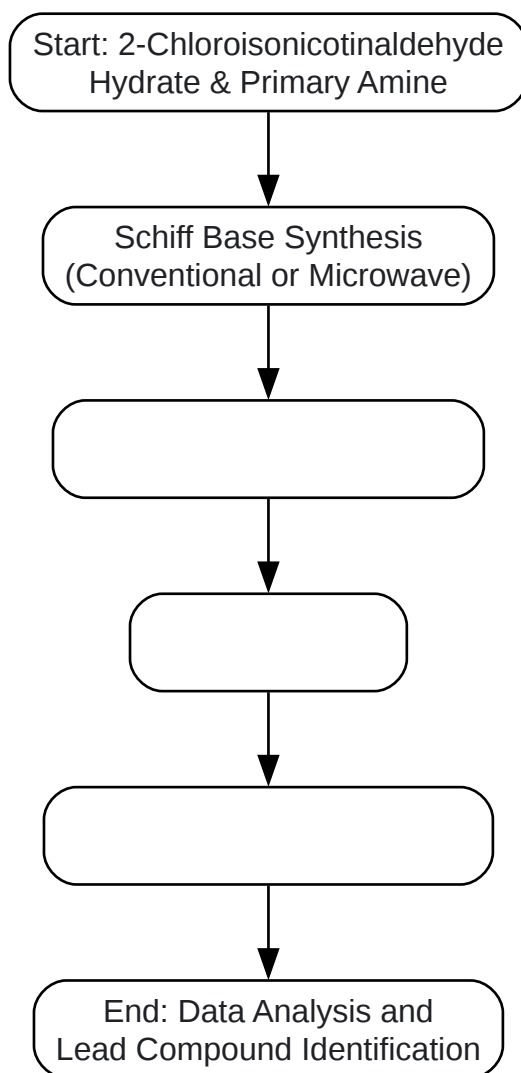 Start: 2-Chloroisonicotinaldehyde
Hydrate & Primary Amine
Schiff Base Synthesis
(Conventional or Microwave)
End: Data Analysis and
Lead Compound Identification